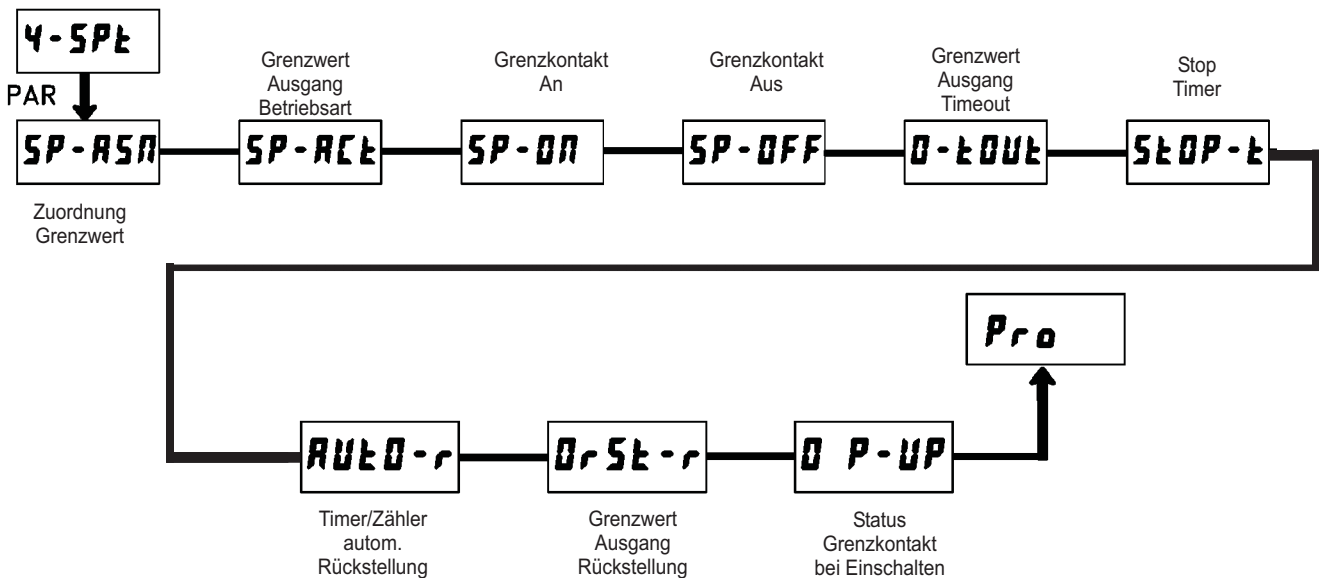 4-SPt
PAR
SP-ASN
Zuordnung
Grenzwert
Grenzwert
Ausgang
Betriebsart
SP-ACt
Grenzkontakt
An
SP-ON
Grenzkontakt
Aus
SP-OFF
Grenzwert
Ausgang
Timeout
O-tOUt
Stop
Timer
StOP-t
AUtO-r
Timer/Zähler
autom.
Rückstellung
OrSt-r
Grenzwert
Ausgang
Rückstellung
O P-UP
Status
Grenzkontakt
bei Einschalten
Pro